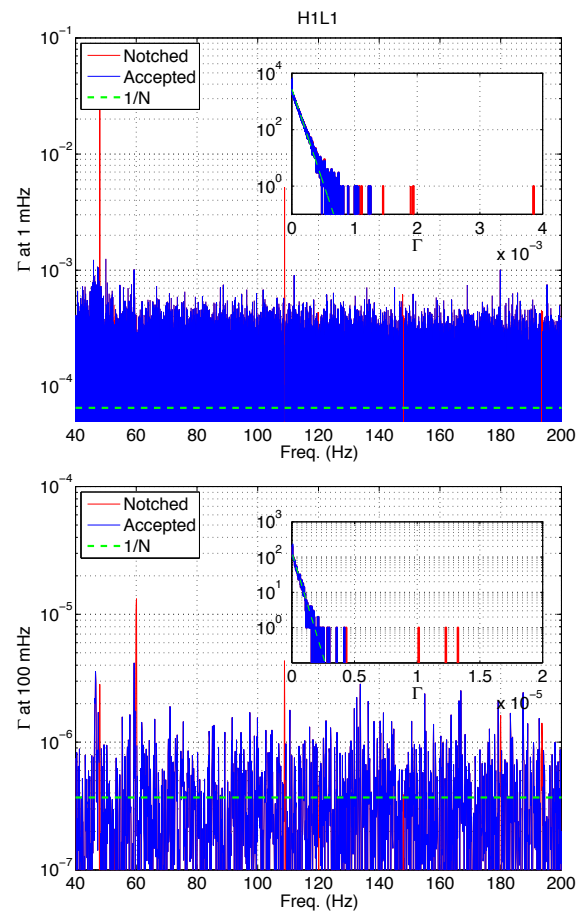 H1L1
10^−1
10^−2
10^−3
10^−4
Γ at 1 mHz
Notched
Accepted
1/N
10^4
10^2
10^0
0 1 2 3 4
Γ
x 10^−3
40 60 80 100 120 140 160 180 200
Freq. (Hz)
10^−4
10^−5
10^−6
10^−7
Γ at 100 mHz
Notched
Accepted
1/N
10^3
10^2
10^1
10^0
0 0.5 1 1.5 2
Γ
x 10^−5
40 60 80 100 120 140 160 180 200
Freq. (Hz)